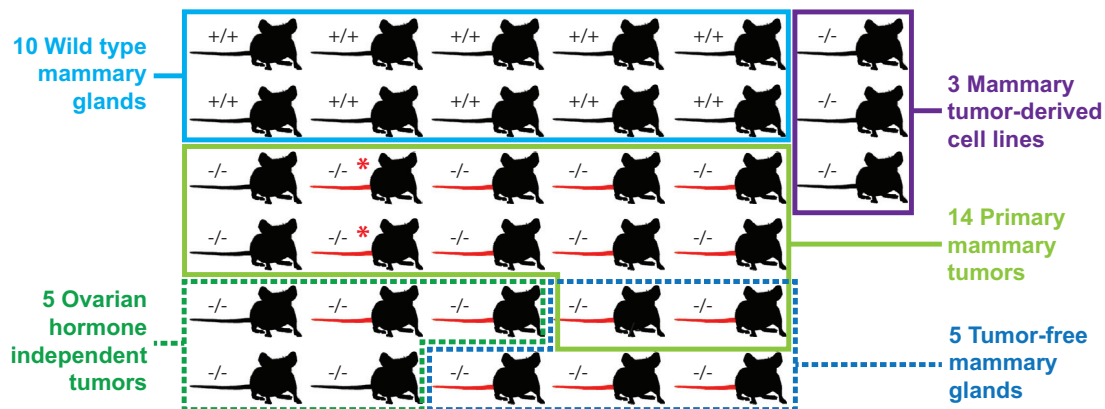 10 Wild type
mammary
glands
+/+ +/+ +/+ +/+ +/+
+/+ +/+ +/+ +/+ +/+
-/-
-/-
-/-
3 Mammary
tumor-derived
cell lines
-/- -/- * -/- -/- -/-
-/- -/- * -/- -/- -/-
14 Primary
mammary
tumors
-/- -/- -/- -/- -/-
-/- -/- -/- -/- -/-
5 Ovarian
hormone
independent
tumors
5 Tumor-free
mammary
glands